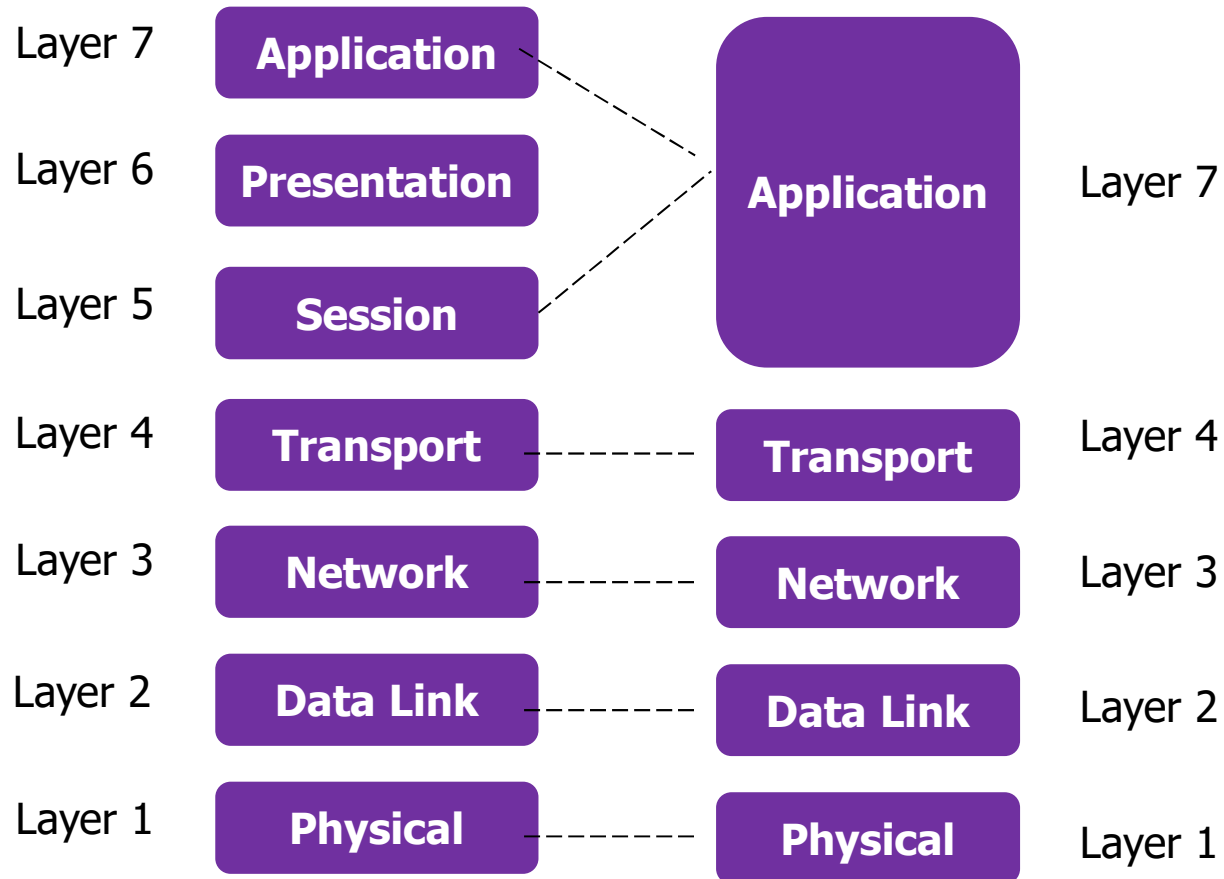 Layer 7 Application
Layer 6 Presentation Application Layer 7
Layer 5 Session
Layer 4 Transport Transport Layer 4
Layer 3 Network Network Layer 3
Layer 2 Data Link Data Link Layer 2
Layer 1 Physical Physical Layer 1